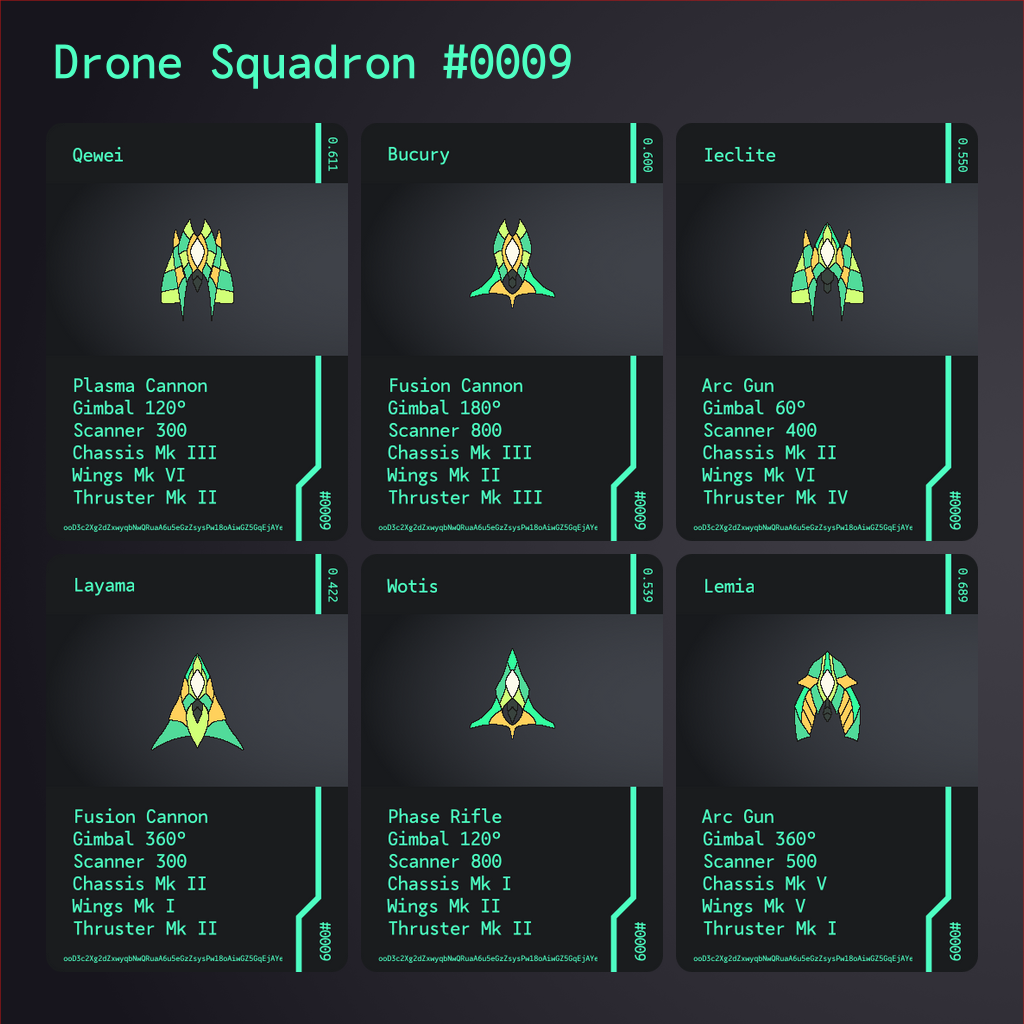 Drone Squadron #0009
Qewei
0.611
Plasma Cannon
Gimbal 120°
Scanner 300
Chassis Mk III
Wings Mk VI
Thruster Mk II
#0009
ooD3c2Xg2dZxwyqbNwQRuaA6u5eGzZsysPw18oAiwGZ5GqEjAYe
Bucury
0.600
Fusion Cannon
Gimbal 180°
Scanner 800
Chassis Mk III
Wings Mk II
Thruster Mk III
#0009
ooD3c2Xg2dZxwyqbNwQRuaA6u5eGzZsysPw18oAiwGZ5GqEjAYe
Ieclite
0.550
Arc Gun
Gimbal 60°
Scanner 400
Chassis Mk II
Wings Mk VI
Thruster Mk IV
#0009
ooD3c2Xg2dZxwyqbNwQRuaA6u5eGzZsysPw18oAiwGZ5GqEjAYe
Layama
0.422
Fusion Cannon
Gimbal 360°
Scanner 300
Chassis Mk II
Wings Mk I
Thruster Mk II
#0009
ooD3c2Xg2dZxwyqbNwQRuaA6u5eGzZsysPw18oAiwGZ5GqEjAYe
Wotis
0.539
Phase Rifle
Gimbal 120°
Scanner 800
Chassis Mk I
Wings Mk II
Thruster Mk II
#0009
ooD3c2Xg2dZxwyqbNwQRuaA6u5eGzZsysPw18oAiwGZ5GqEjAYe
Lemia
0.689
Arc Gun
Gimbal 360°
Scanner 500
Chassis Mk V
Wings Mk V
Thruster Mk I
#0009
ooD3c2Xg2dZxwyqbNwQRuaA6u5eGzZsysPw18oAiwGZ5GqEjAYe